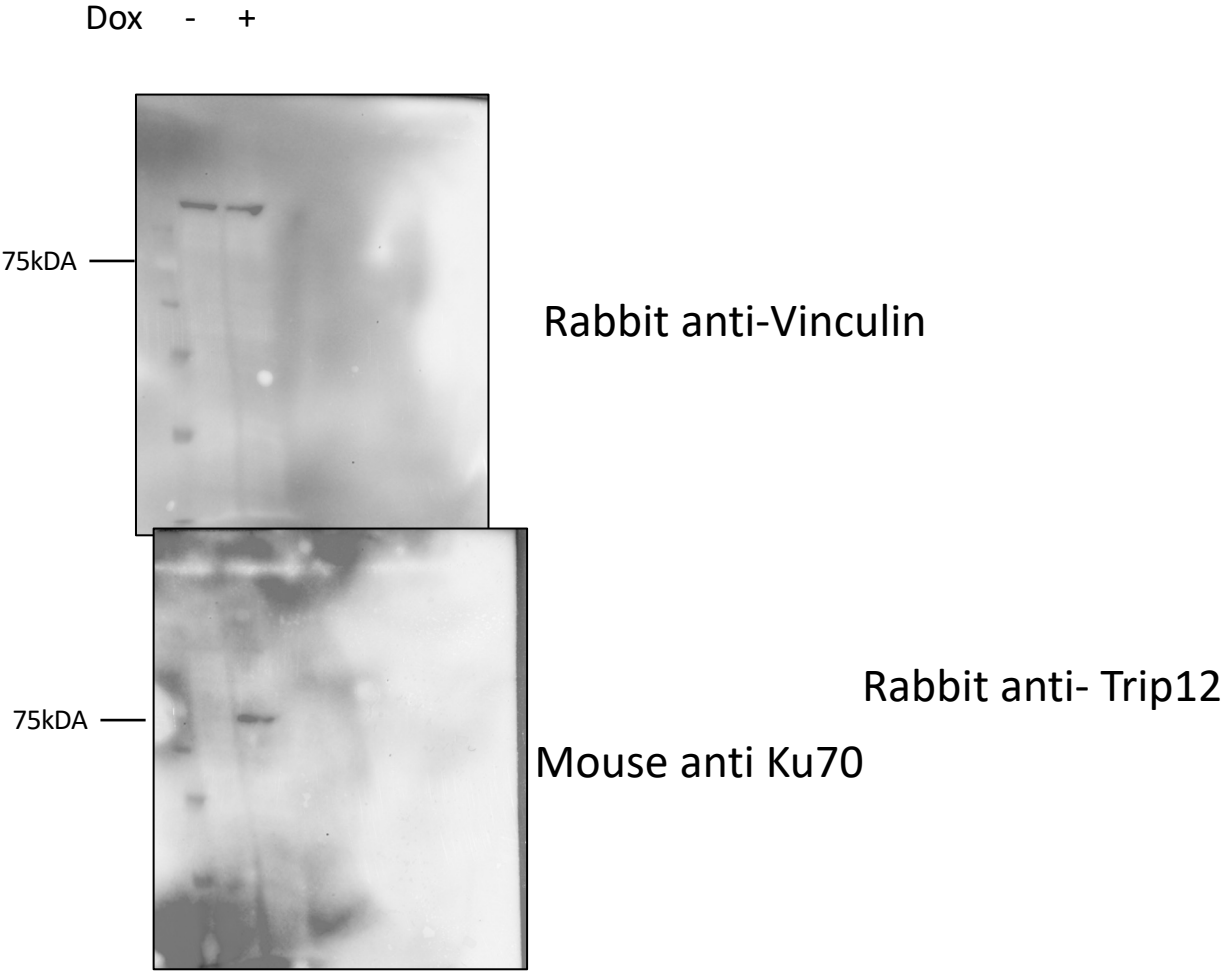 Dox - +
75kDA
Rabbit anti-Vinculin
Rabbit anti- Trip12
75kDA
Mouse anti Ku70